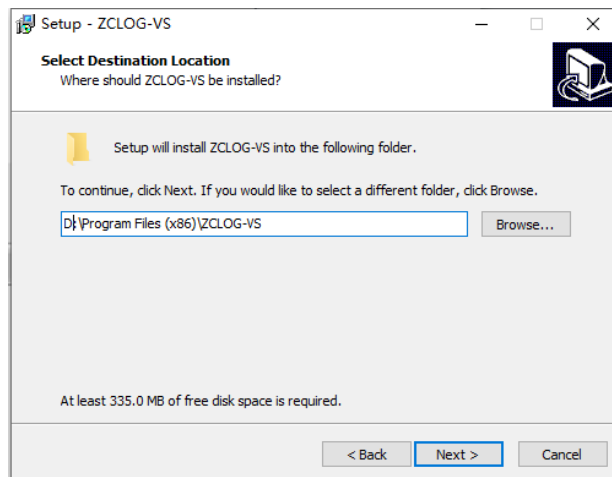 Setup - ZCLOG-VS
Select Destination Location
Where should ZCLOG-VS be installed?
Setup will install ZCLOG-VS into the following folder.
To continue, click Next. If you would like to select a different folder, click Browse.
D:\Program Files (x86)\ZCLOG-VS
Browse...
At least 335.0 MB of free disk space is required.
< Back
Next >
Cancel